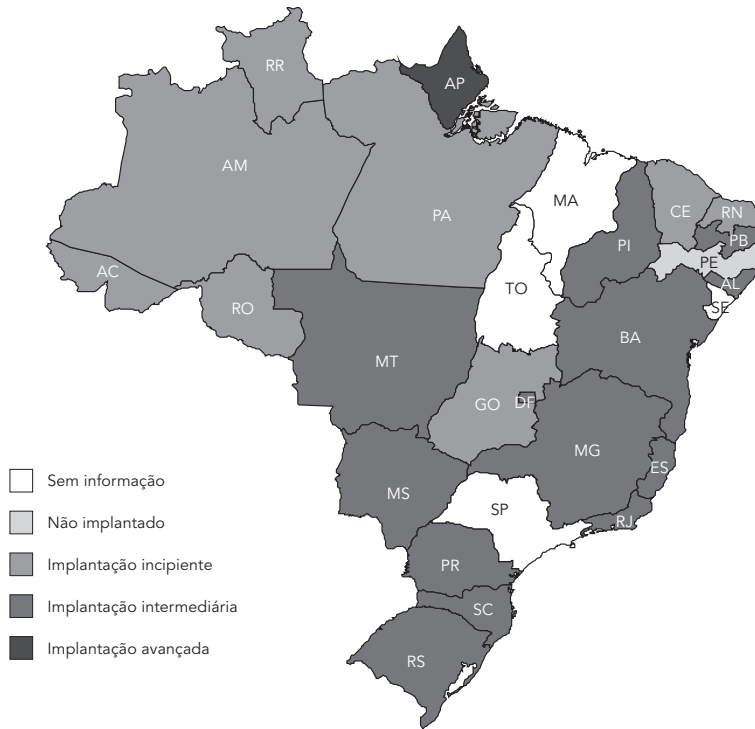 RR
AP
AM
PA
MA
CE
RN
PB
PI
PE
AL
SE
AC
TO
RO
BA
MT
GO
DF
MG
ES
MS
SP
RJ
PR
SC
RS
Sem informação
Não implantado
Implantação incipiente
Implantação intermediária
Implantação avançada